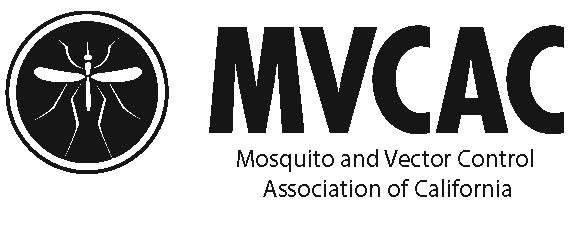 MVCAC
Mosquito and Vector Control
Association of California